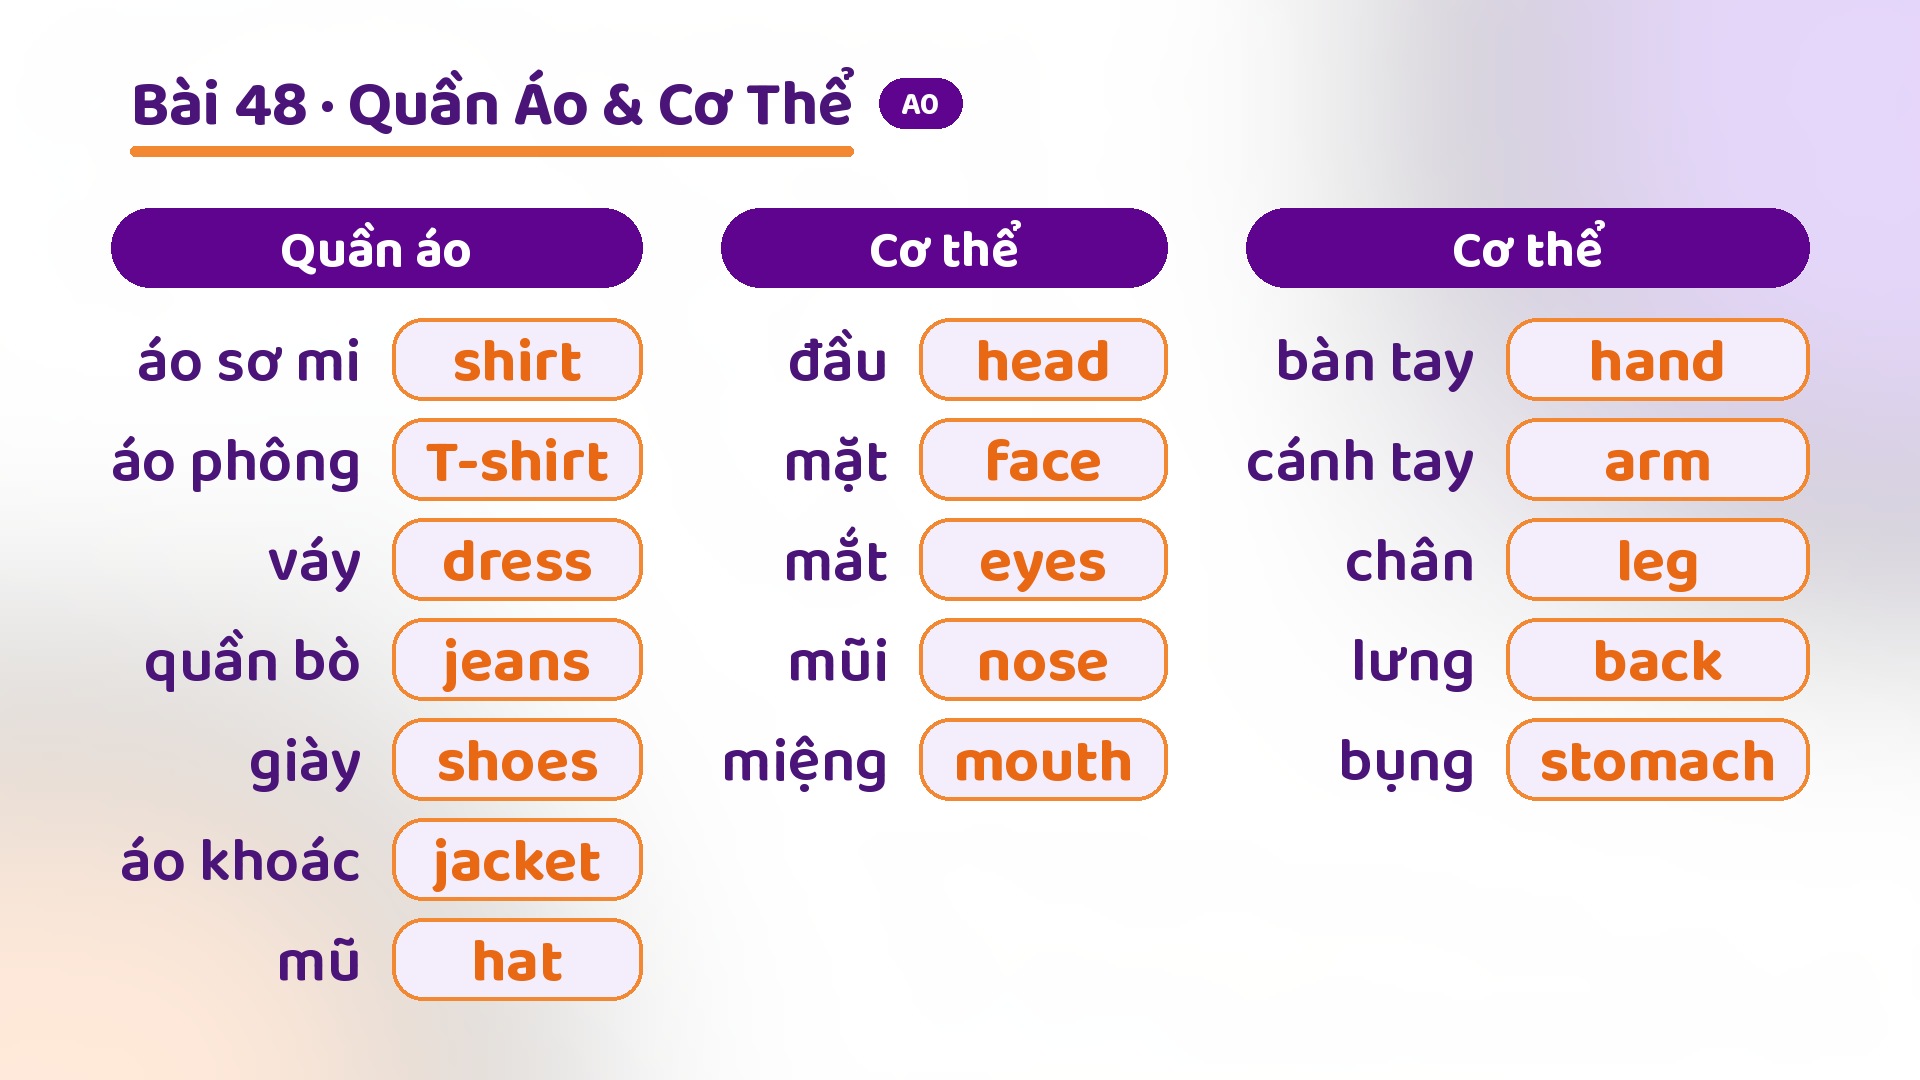 Bài 48 · Quần Áo & Cơ Thể A0
Quần áo
áo sơ mi shirt
áo phông T-shirt
váy dress
quần bò jeans
giày shoes
áo khoác jacket
mũ hat
Cơ thể
đầu head
mặt face
mắt eyes
mũi nose
miệng mouth
Cơ thể
bàn tay hand
cánh tay arm
chân leg
lưng back
bụng stomach